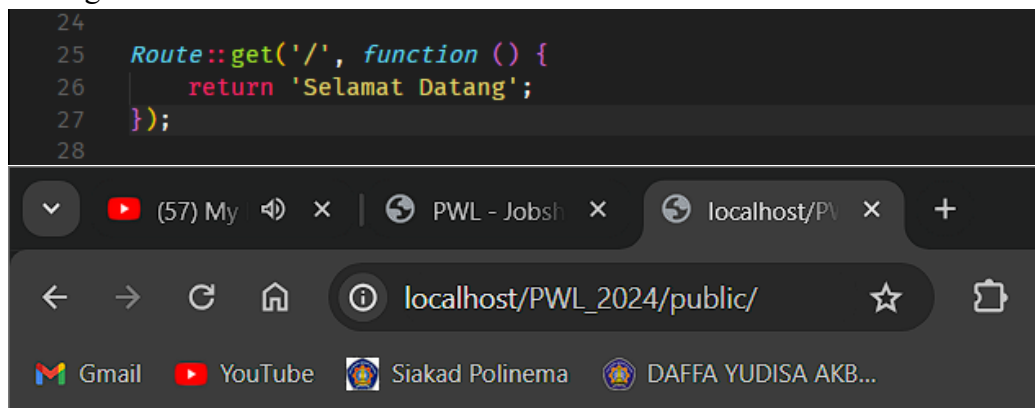 24
25 Route::get('/', function () {
26 return 'Selamat Datang';
27 });
28
(57) My PWL - Jobsh localhost/PW
localhost/PWL_2024/public/
Gmail YouTube Siakad Polinema DAFFA YUDISA AKB...